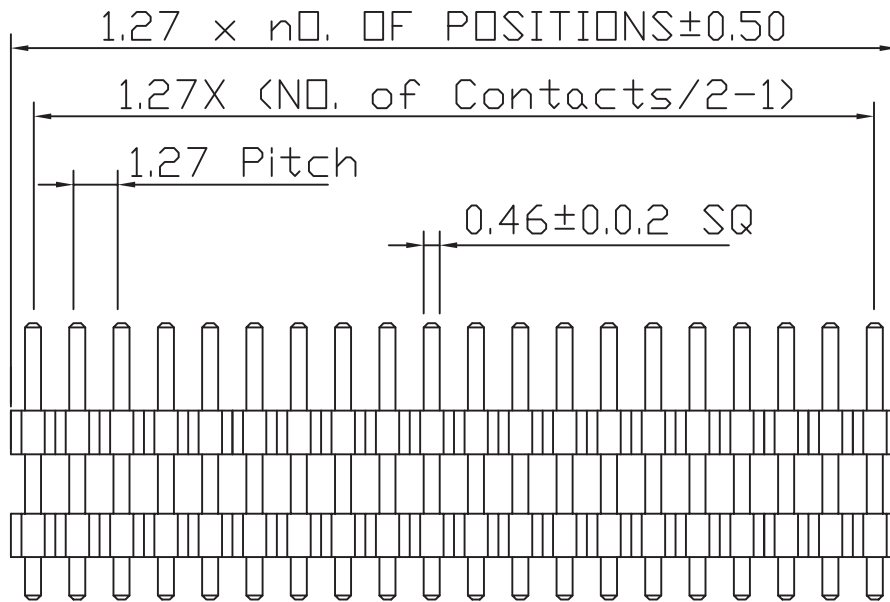 1.27 x nO. OF POSITIONS±0.50
1.27X (NO. of Contacts/2-1)
1.27 Pitch
0.46±0.0.2 SQ